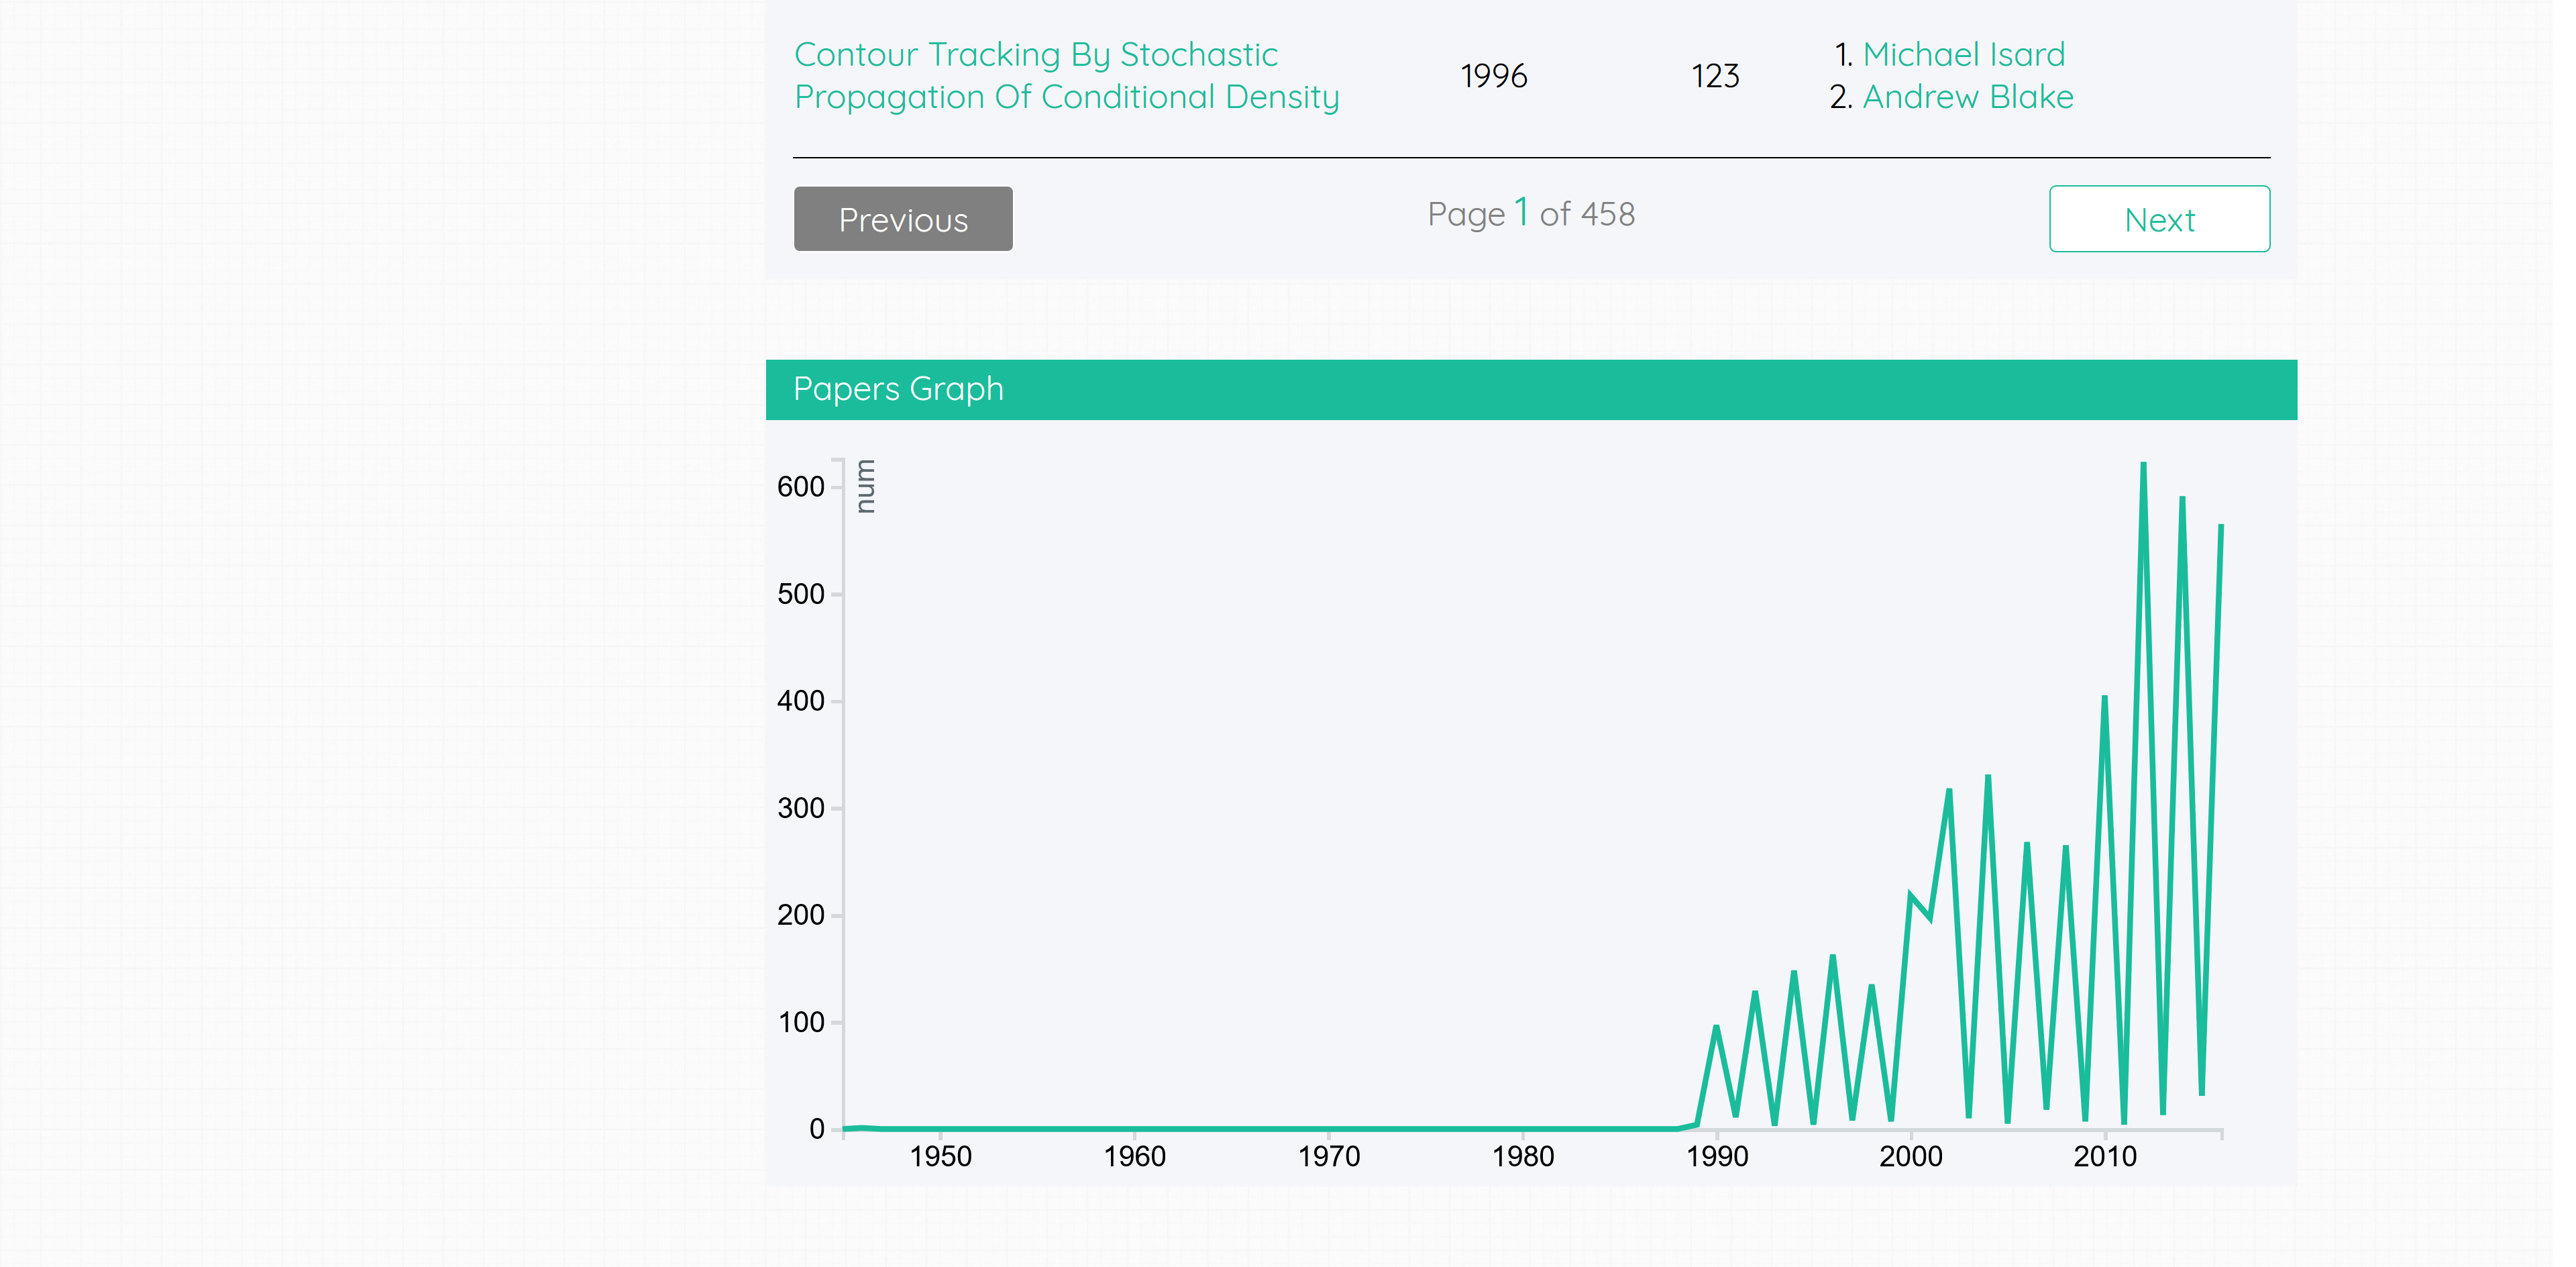 Contour Tracking By Stochastic
Propagation Of Conditional Density
1996
123
1. Michael Isard
2. Andrew Blake
Previous
Page 1 of 458
Next
Papers Graph
num
600
500
400
300
200
100
0
1950 1960 1970 1980 1990 2000 2010